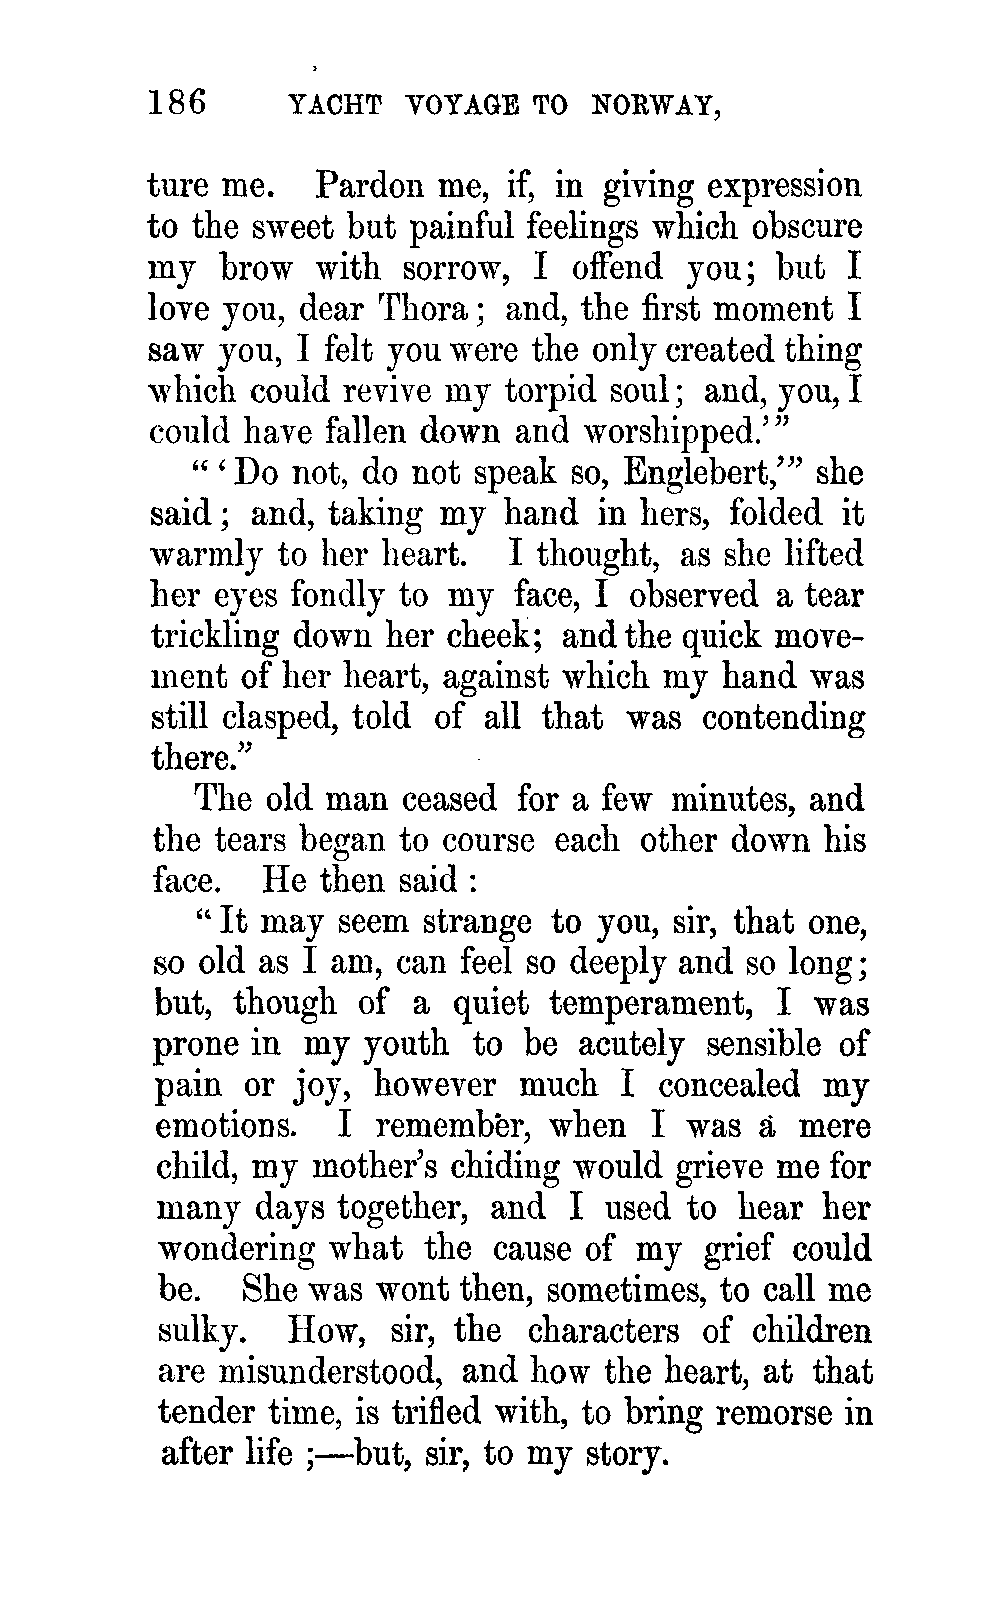 186 YACHT VOYAGE TO NORWAY,
ture me. Pardon me, if, in giving expression
to the sweet but painful feelings which obscure
my brow with sorrow, I offend you; but I
love you, dear Thora; and, the first moment I
saw you, I felt you were the only created thing
which could revive my torpid soul; and, you, I
could have fallen down and worshipped.'"
"'Do not, do not speak so, Englebert,'" she
said; and, taking my hand in hers, folded it
warmly to her heart. I thought, as she lifted
her eyes fondly to my face, I observed a tear
trickling down her cheek; and the quick move-
ment of her heart, against which my hand was
still clasped, told of all that was contending
there."
The old man ceased for a few minutes, and
the tears began to course each other down his
face. He then said:
"It may seem strange to you, sir, that one,
so old as I am, can feel so deeply and so long;
but, though of a quiet temperament, I was
prone in my youth to be acutely sensible of
pain or joy, however much I concealed my
emotions. I remember, when I was a mere
child, my mother's chiding would grieve me for
many days together, and I used to hear her
wondering what the cause of my grief could
be. She was wont then, sometimes, to call me
sulky. How, sir, the characters of children
are misunderstood, and how the heart, at that
tender time, is trifled with, to bring remorse in
after life;—but, sir, to my story.